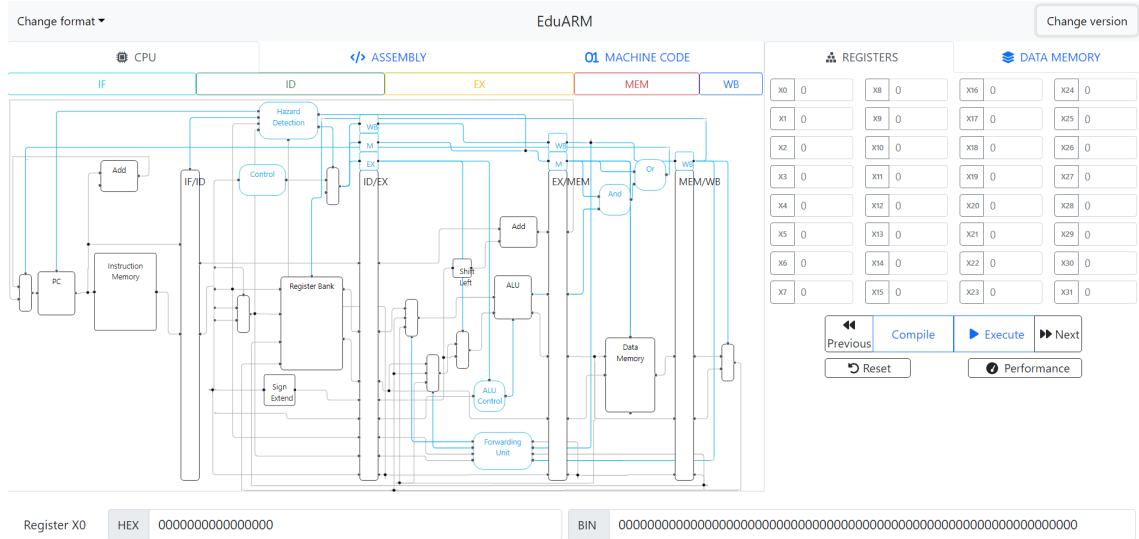 Change format
EduARM
Change version
CPU
</> ASSEMBLY
01 MACHINE CODE
REGISTERS
DATA MEMORY
IF
ID
EX
MEM
WB
Hazard
Detection
WB
M
EX
WB
M
Or
WB
Add
Control
IF/ID
ID/EX
EX/MEM
MEM/WB
And
Add
PC
Instruction
Memory
Register Bank
Shift
Left
ALU
Data
Memory
Sign
Extend
ALU
Control
Forwarding
Unit
X0 0
X8 0
X16 0
X24 0
X1 0
X9 0
X17 0
X25 0
X2 0
X10 0
X18 0
X26 0
X3 0
X11 0
X19 0
X27 0
X4 0
X12 0
X20 0
X28 0
X5 0
X13 0
X21 0
X29 0
X6 0
X14 0
X22 0
X30 0
X7 0
X15 0
X23 0
X31 0
Previous
Compile
Execute
Next
Reset
Performance
Register X0
HEX 0000000000000000
BIN 0000000000000000000000000000000000000000000000000000000000000000